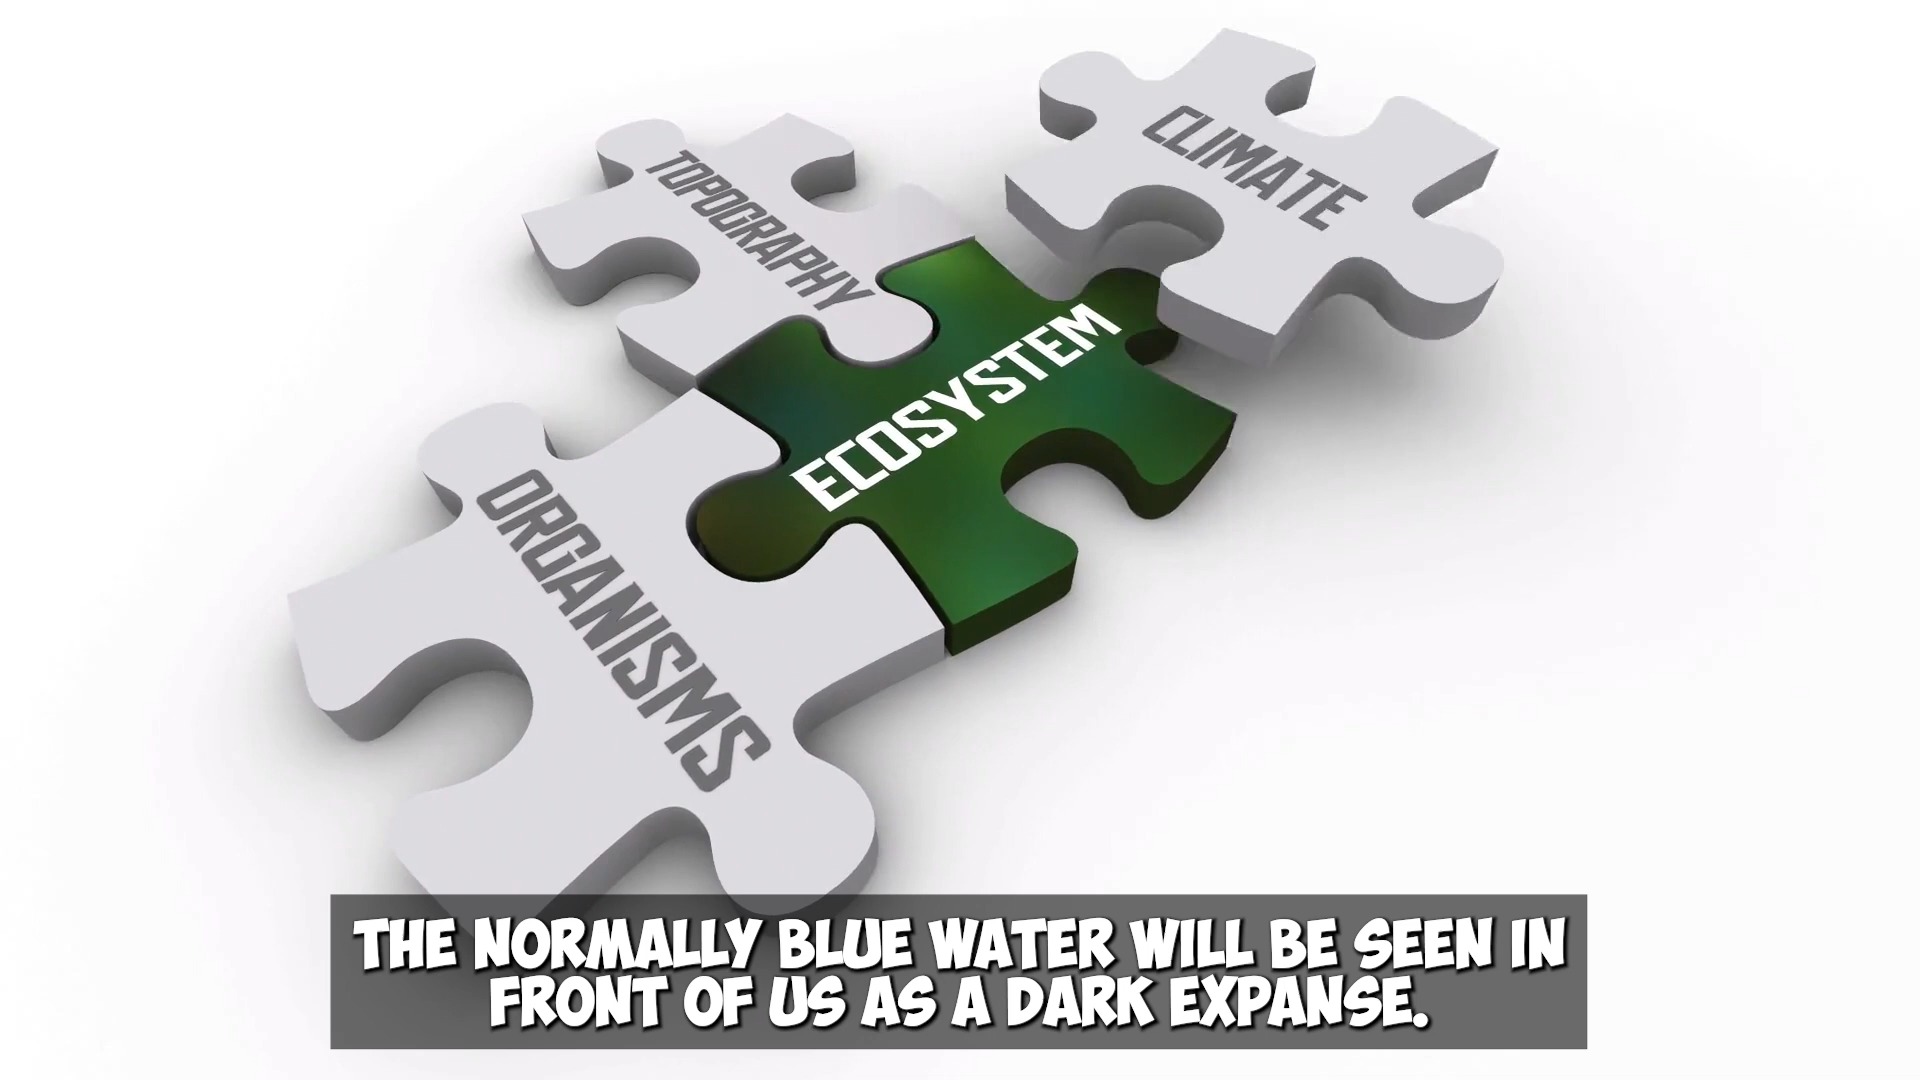 CLIMATE
TOPOGRAPHY
ECOSYSTEM
ORGANISMS
THE NORMALLY BLUE WATER WILL BE SEEN IN
FRONT OF US AS A DARK EXPANSE.